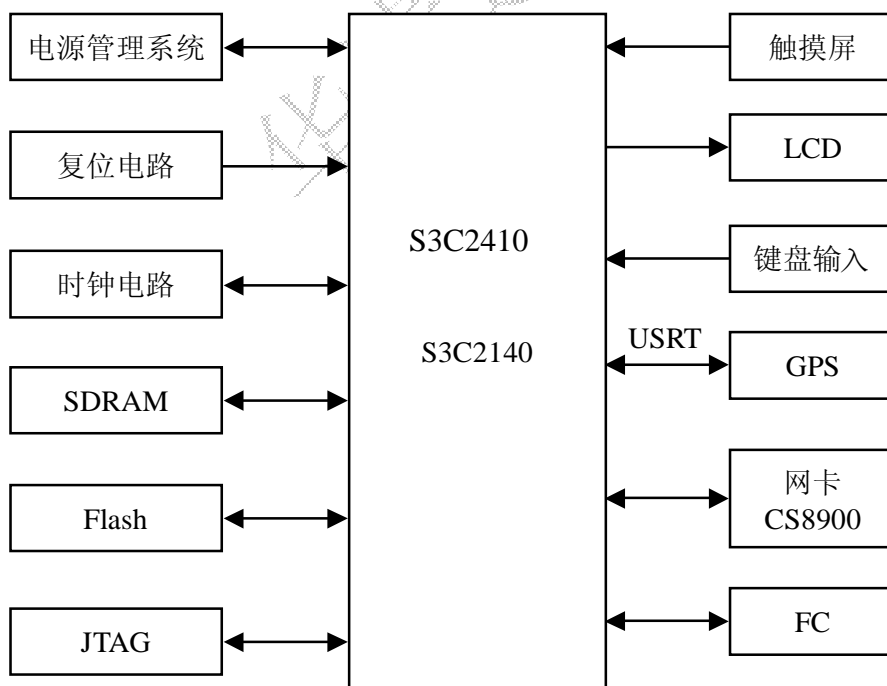 电源管理系统
复位电路
时钟电路
SDRAM
Flash
JTAG
S3C2410
S3C2140
触摸屏
LCD
键盘输入
USRT
GPS
网卡
CS8900
FC